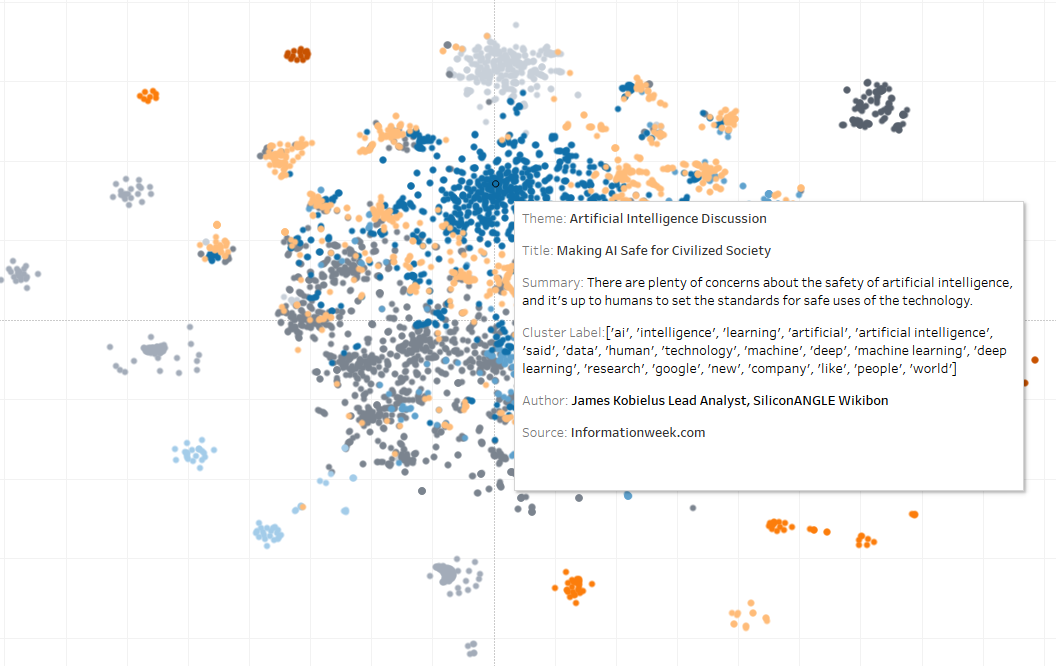 Theme: Artificial Intelligence Discussion
Title: Making AI Safe for Civilized Society
Summary: There are plenty of concerns about the safety of artificial intelligence,
and it's up to humans to set the standards for safe uses of the technology.
Cluster Label:['ai', 'intelligence', 'learning', 'artificial', 'artificial intelligence',
'said', 'data', 'human', 'technology', 'machine', 'deep', 'machine learning', 'deep
learning', 'research', 'google', 'new', 'company', 'like', 'people', 'world']
Author: James Kobielus Lead Analyst, SiliconANGLE Wikibon
Source: Informationweek.com